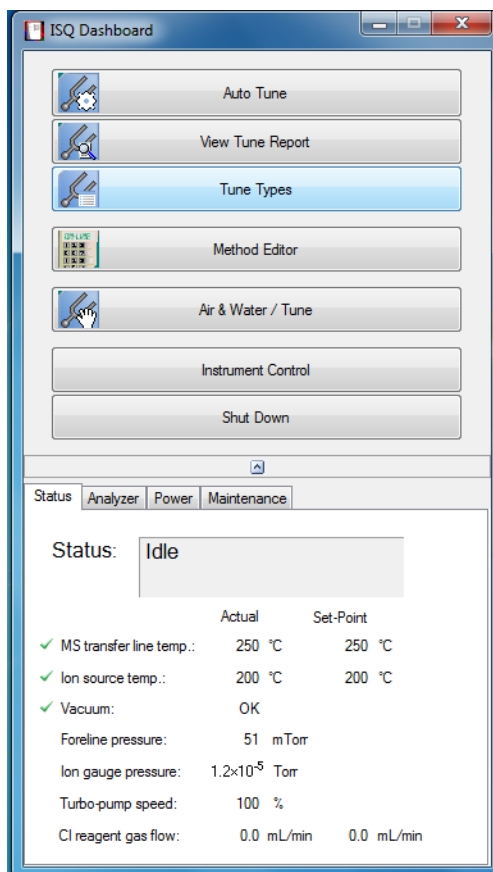 ISQ Dashboard
Auto Tune
View Tune Report
Tune Types
Method Editor
Air & Water / Tune
Instrument Control
Shut Down
Status Analyzer Power Maintenance
Status: Idle
Actual Set-Point
MS transfer line temp.: 250 °C 250 °C
Ion source temp.: 200 °C 200 °C
Vacuum: OK
Foreline pressure: 51 mTorr
Ion gauge pressure: 1.2×10⁻⁵ Torr
Turbo-pump speed: 100 %
CI reagent gas flow: 0.0 mL/min 0.0 mL/min